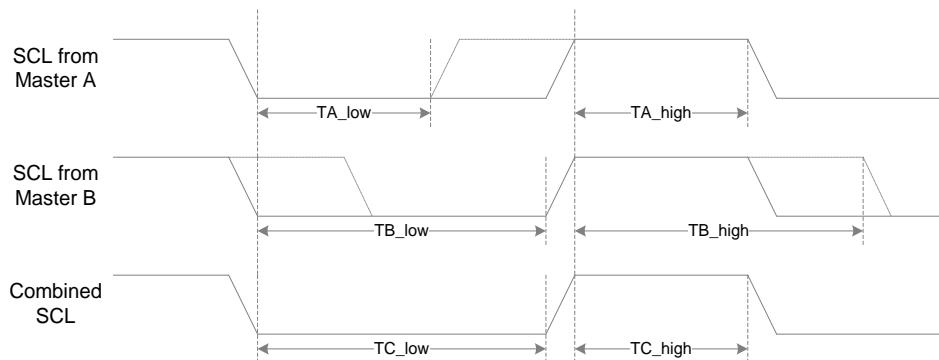 SCL from
Master A
TA_low
TA_high
SCL from
Master B
TB_low
TB_high
Combined
SCL
TC_low
TC_high